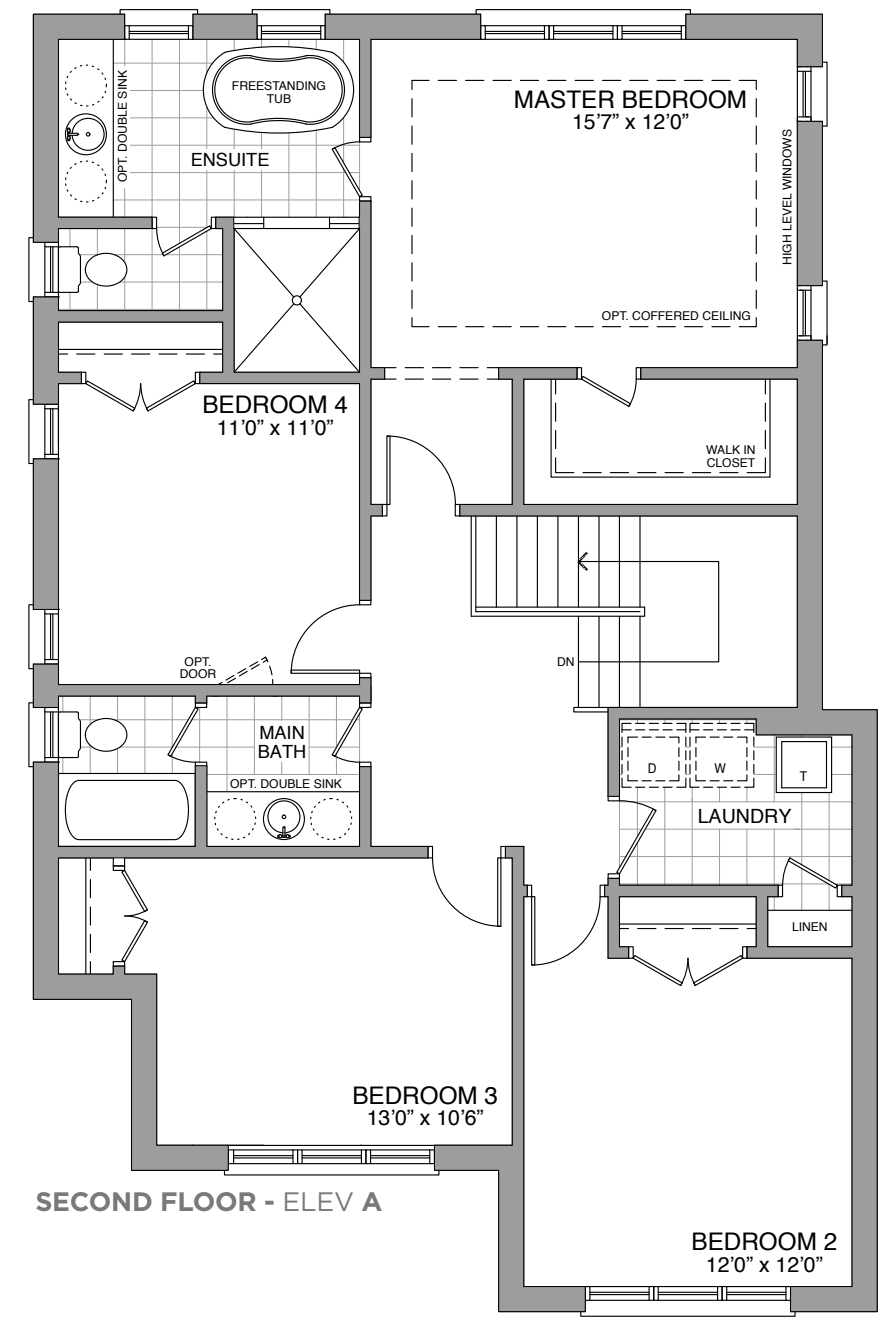 FREESTANDING
TUB
OPT. DOUBLE SINK
ENSUITE
MASTER BEDROOM
15’7” x 12’0”
HIGH LEVEL WINDOWS
OPT. COFFERED CEILING
BEDROOM 4
11’0” x 11’0”
WALK IN
CLOSET
OPT.
DOOR
DN
MAIN
BATH
OPT. DOUBLE SINK
D
W
T
LAUNDRY
LINEN
BEDROOM 3
13’0” x 10’6”
SECOND FLOOR - ELEV A
BEDROOM 2
12’0” x 12’0”